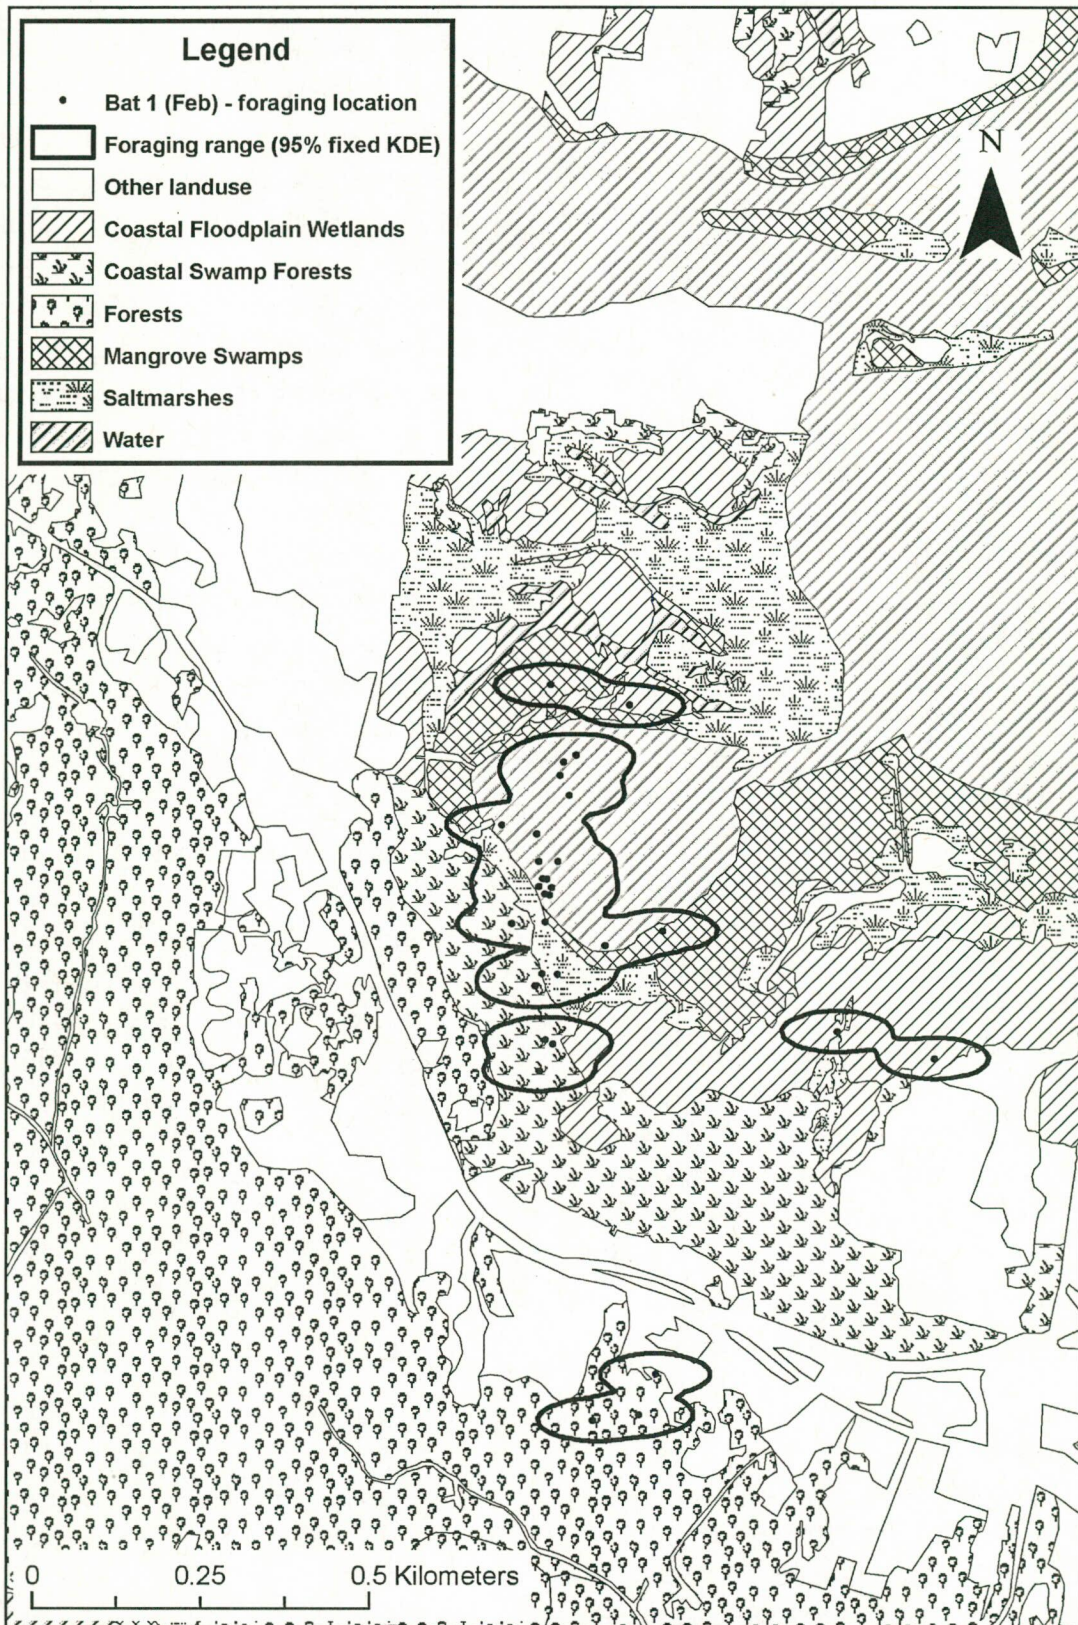 Legend
Bat 1 (Feb) - foraging location
Foraging range (95% fixed KDE)
Other landuse
Coastal Floodplain Wetlands
Coastal Swamp Forests
Forests
Mangrove Swamps
Saltmarshes
Water
N
0 0.25 0.5 Kilometers